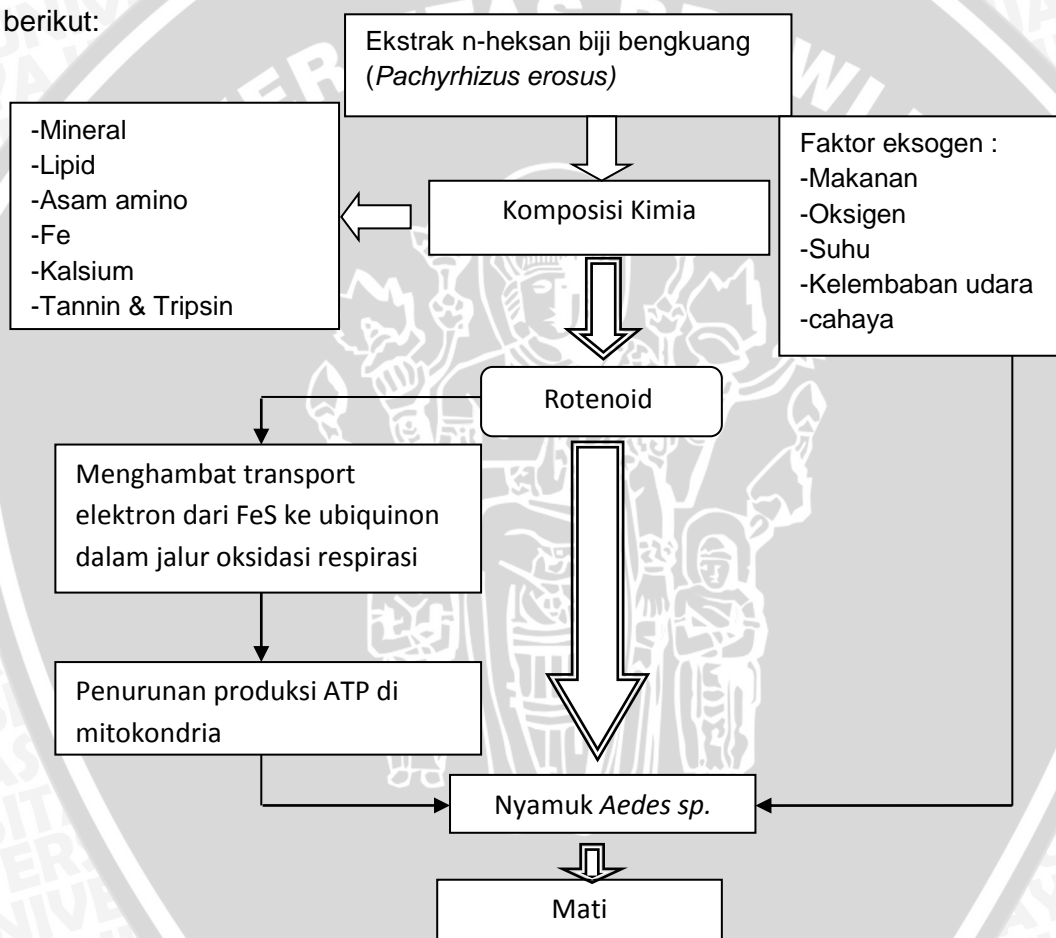 berikut:
Ekstrak n-heksan biji bengkuang
(Pachyrhizus erosus)
-Mineral
-Lipid
-Asam amino
-Fe
-Kalsium
-Tannin & Tripsin
Komposisi Kimia
Faktor eksogen :
-Makanan
-Oksigen
-Suhu
-Kelembaban udara
-cahaya
Rotenoid
Menghambat transport
elektron dari FeS ke ubiquinon
dalam jalur oksidasi respirasi
Penurunan produksi ATP di
mitokondria
Nyamuk Aedes sp.
Mati